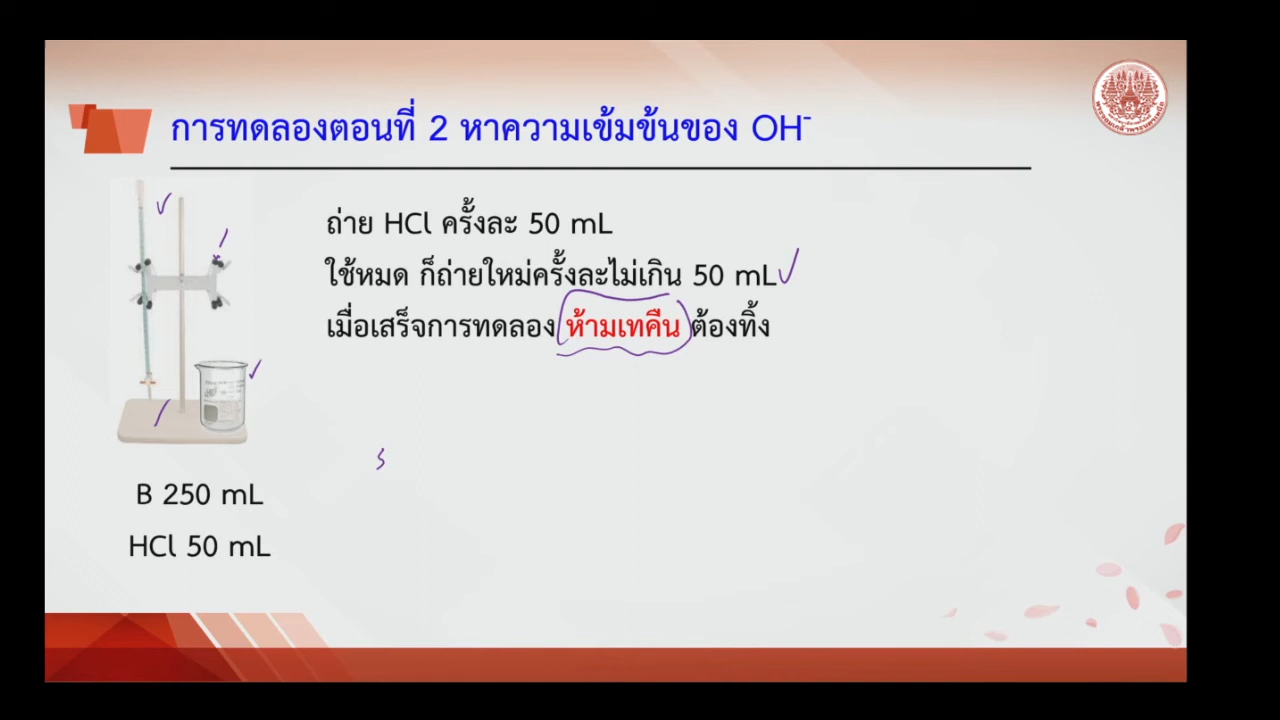 การทดลองตอนที่ 2 หาความเข้มข้นของ OH⁻
ถ่าย HCl ครั้งละ 50 mL
ใช้หมด ก็ถ่ายใหม่ครั้งละไม่เกิน 50 mL
เมื่อเสร็จการทดลอง ห้ามเทคืน ต้องทิ้ง
B 250 mL
HCl 50 mL